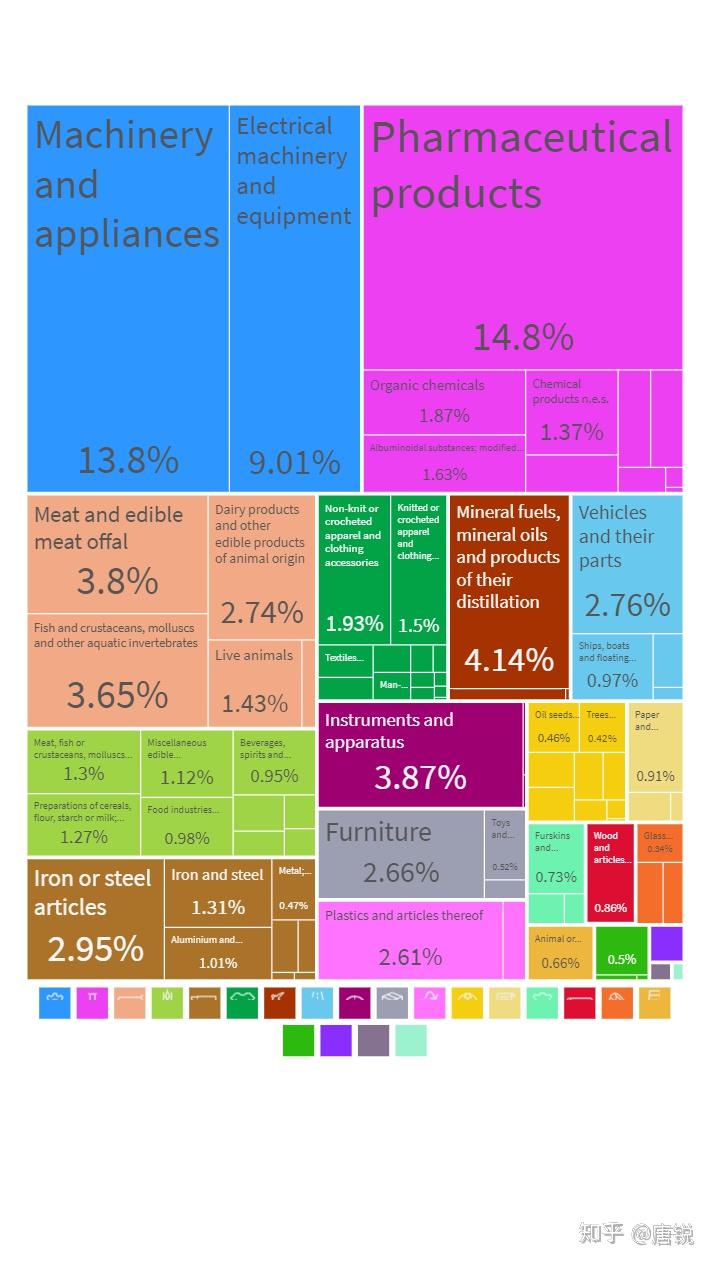 Machinery
and
appliances
13.8%
Electrical
machinery
and
equipment
9.01%
Pharmaceutical
products
14.8%
Organic chemicals
1.87%
Albuminoidal substances; modified...
1.63%
Chemical
products n.e.s.
1.37%
Meat and edible
meat offal
3.8%
Fish and crustaceans, molluscs
and other aquatic invertebrates
3.65%
Dairy products
and other
edible products
of animal origin
2.74%
Live animals
1.43%
Non-knit or
crocheted
apparel and
clothing
accessories
1.93%
Knitted or
crocheted
apparel
and
clothing...
1.5%
Textiles...
Man-...
Mineral fuels,
mineral oils
and products
of their
distillation
4.14%
Vehicles
and their
parts
2.76%
Ships, boats
and floating...
0.97%
Meat, fish or
crustaceans, molluscs...
1.3%
Miscellaneous
edible...
1.12%
Beverages,
spirits and...
0.95%
Preparations of cereals,
flour, starch or milk;...
1.27%
Food industries...
0.98%
Instruments and
apparatus
3.87%
Oil seeds...
0.46%
Trees...
0.42%
Paper
and...
0.91%
Furniture
2.66%
Toys
and...
0.52%
Furskins
and...
0.73%
Wood
and
articles...
0.86%
Glass...
0.34%
Iron or steel
articles
2.95%
Iron and steel
1.31%
Aluminium and...
1.01%
Metal;...
0.47%
Plastics and articles thereof
2.61%
Animal or...
0.66%
0.5%
知乎 @唐锐